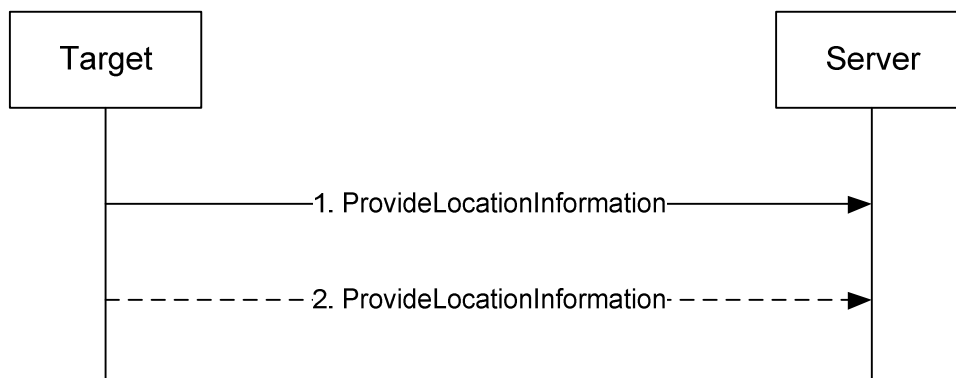 Target
Server
1. ProvideLocationInformation
2. ProvideLocationInformation